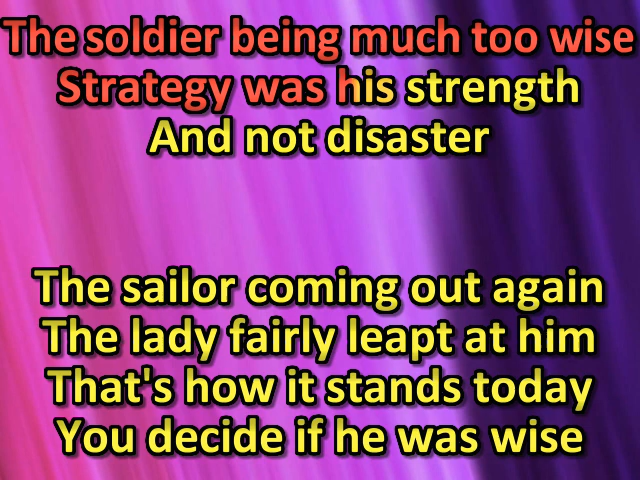 The soldier being much too wise
Strategy was his strength
And not disaster
The sailor coming out again
The lady fairly leapt at him
That's how it stands today
You decide if he was wise